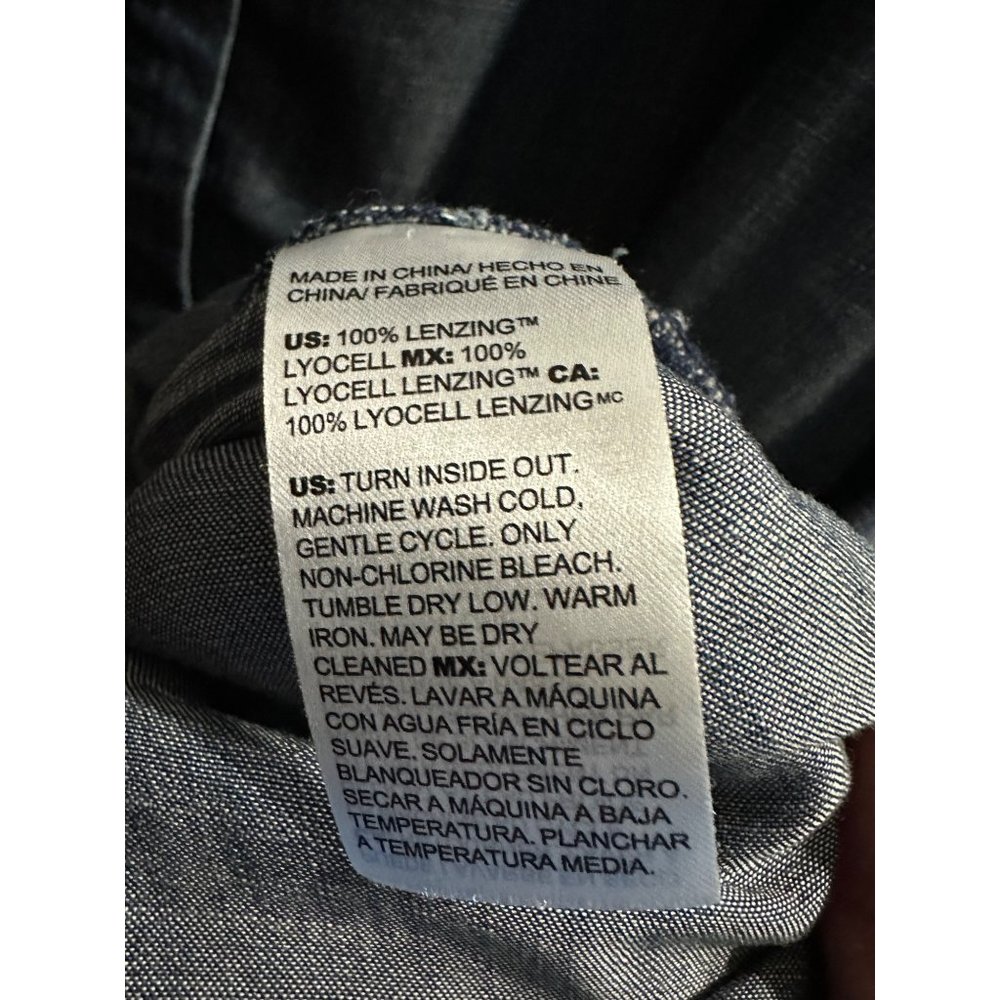 MADE IN CHINA/ HECHO EN
CHINA/ FABRIQUÉ EN CHINE
US: 100% LENZING™
LYOCELL MX: 100%
LYOCELL LENZING™ CA:
100% LYOCELL LENZING MC
US: TURN INSIDE OUT.
MACHINE WASH COLD,
GENTLE CYCLE. ONLY
NON-CHLORINE BLEACH.
TUMBLE DRY LOW. WARM
IRON. MAY BE DRY
CLEANED MX: VOLTEAR AL
REVÉS. LAVAR A MÁQUINA
CON AGUA FRÍA EN CICLO
SUAVE. SOLAMENTE
BLANQUEADOR SIN CLORO.
SECAR A MÁQUINA A BAJA
TEMPERATURA. PLANCHAR
A TEMPERATURA MEDIA.